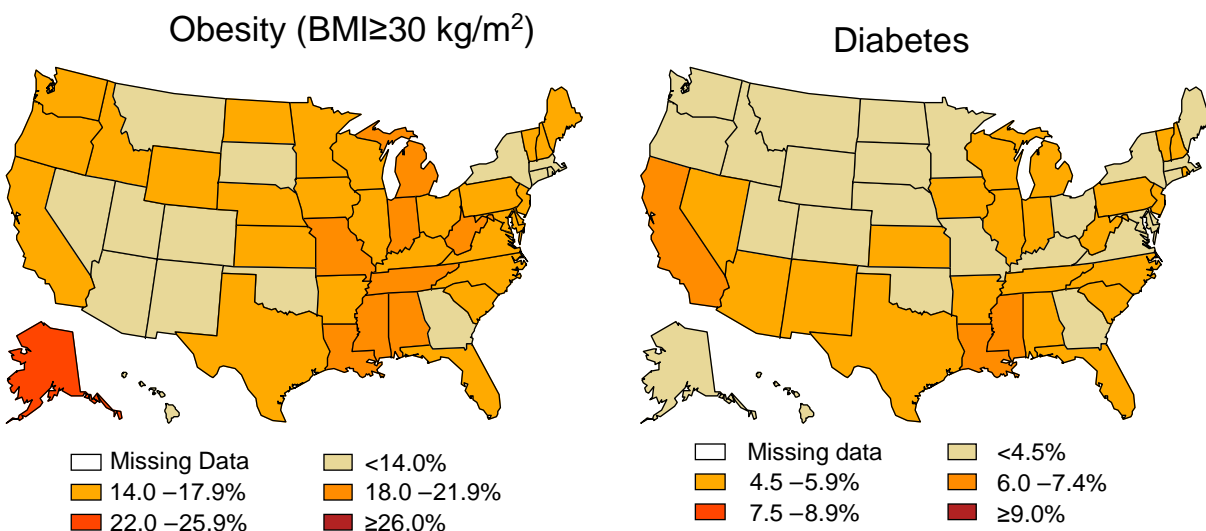 Obesity (BMI≥30 kg/m²)
Diabetes
Missing Data
<14.0%
14.0 –17.9%
18.0 –21.9%
22.0 –25.9%
≥26.0%
Missing data
<4.5%
4.5 –5.9%
6.0 –7.4%
7.5 –8.9%
≥9.0%